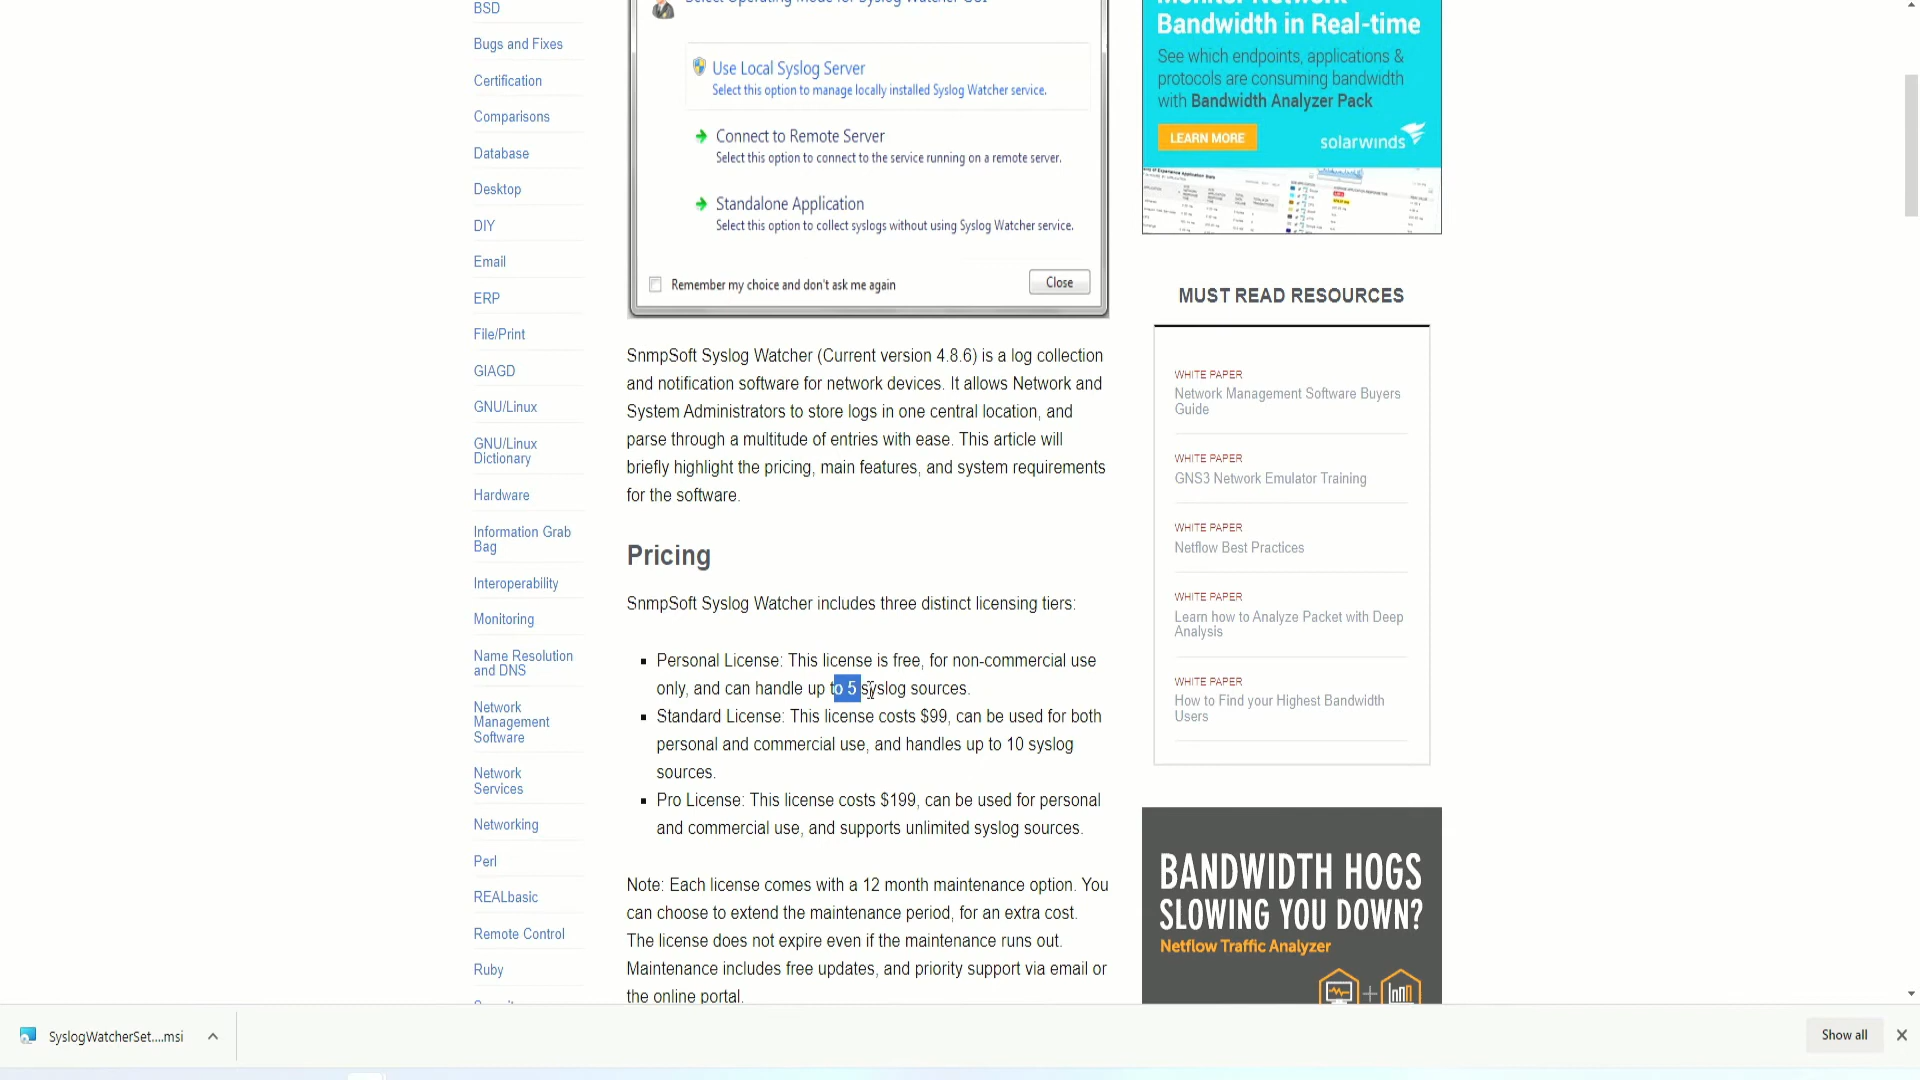 BSD
Bugs and Fixes
Certification
Comparisons
Database
Desktop
DIY
Email
ERP
File/Print
GIAGD
GNU/Linux
GNU/Linux
Dictionary
Hardware
Information Grab
Bag
Interoperability
Monitoring
Name Resolution
and DNS
Network
Management
Software
Network
Services
Networking
Perl
REALbasic
Remote Control
Ruby
Select Operating Mode for Syslog Watcher GUI
Use Local Syslog Server
Select this option to manage locally installed Syslog Watcher service.
Connect to Remote Server
Select this option to connect to the service running on a remote server.
Standalone Application
Select this option to collect syslogs without using Syslog Watcher service.
Remember my choice and don't ask me again
Close
SnmpSoft Syslog Watcher (Current version 4.8.6) is a log collection
and notification software for network devices. It allows Network and
System Administrators to store logs in one central location, and
parse through a multitude of entries with ease. This article will
briefly highlight the pricing, main features, and system requirements
for the software.
Pricing
SnmpSoft Syslog Watcher includes three distinct licensing tiers:
Personal License: This license is free, for non-commercial use
only, and can handle up to 5 syslog sources.
Standard License: This license costs $99, can be used for both
personal and commercial use, and handles up to 10 syslog
sources.
Pro License: This license costs $199, can be used for personal
and commercial use, and supports unlimited syslog sources.
Note: Each license comes with a 12 month maintenance option. You
can choose to extend the maintenance period, for an extra cost.
The license does not expire even if the maintenance runs out.
Maintenance includes free updates, and priority support via email or
the online portal.
Monitor Network
Bandwidth in Real-time
See which endpoints, applications &
protocols are consuming bandwidth
with Bandwidth Analyzer Pack
LEARN MORE
solarwinds
MUST READ RESOURCES
WHITE PAPER
Network Management Software Buyers
Guide
WHITE PAPER
GNS3 Network Emulator Training
WHITE PAPER
Netflow Best Practices
WHITE PAPER
Learn how to Analyze Packet with Deep
Analysis
WHITE PAPER
How to Find your Highest Bandwidth
Users
BANDWIDTH HOGS
SLOWING YOU DOWN?
Netflow Traffic Analyzer
SyslogWatcherSet....msi
Show all